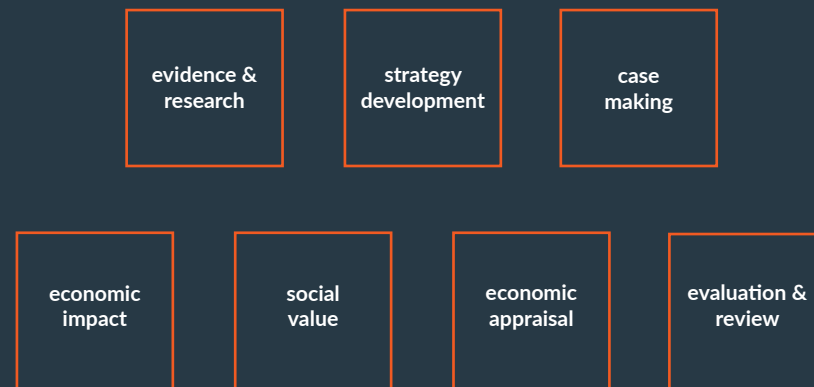 evidence &
research
strategy
development
case
making
economic
impact
social
value
economic
appraisal
evaluation &
review